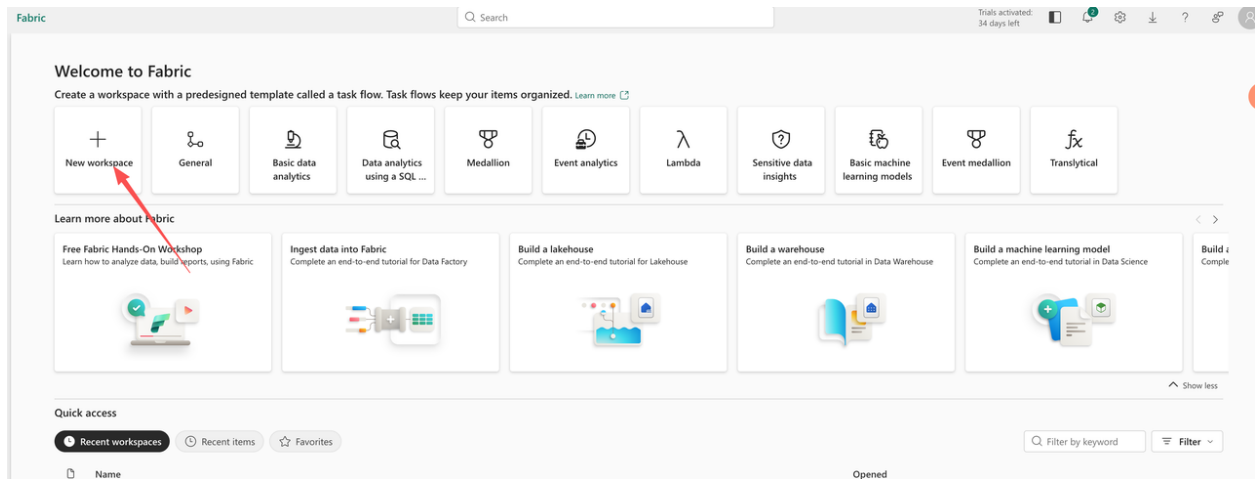 Fabric
Search
Trials activated:
34 days left
2
Welcome to Fabric
Create a workspace with a predesigned template called a task flow. Task flows keep your items organized. Learn more
New workspace
General
Basic data
analytics
Data analytics
using a SQL ...
Medallion
Event analytics
Lambda
Sensitive data
insights
Basic machine
learning models
Event medallion
Translytical
Learn more about Fabric
Free Fabric Hands-On Workshop
Learn how to analyze data, build reports, using Fabric
Ingest data into Fabric
Complete an end-to-end tutorial for Data Factory
Build a lakehouse
Complete an end-to-end tutorial for Lakehouse
Build a warehouse
Complete an end-to-end tutorial in Data Warehouse
Build a machine learning model
Complete an end-to-end tutorial in Data Science
Build a
Comple
Show less
Quick access
Recent workspaces
Recent items
Favorites
Filter by keyword
Filter
Name
Opened